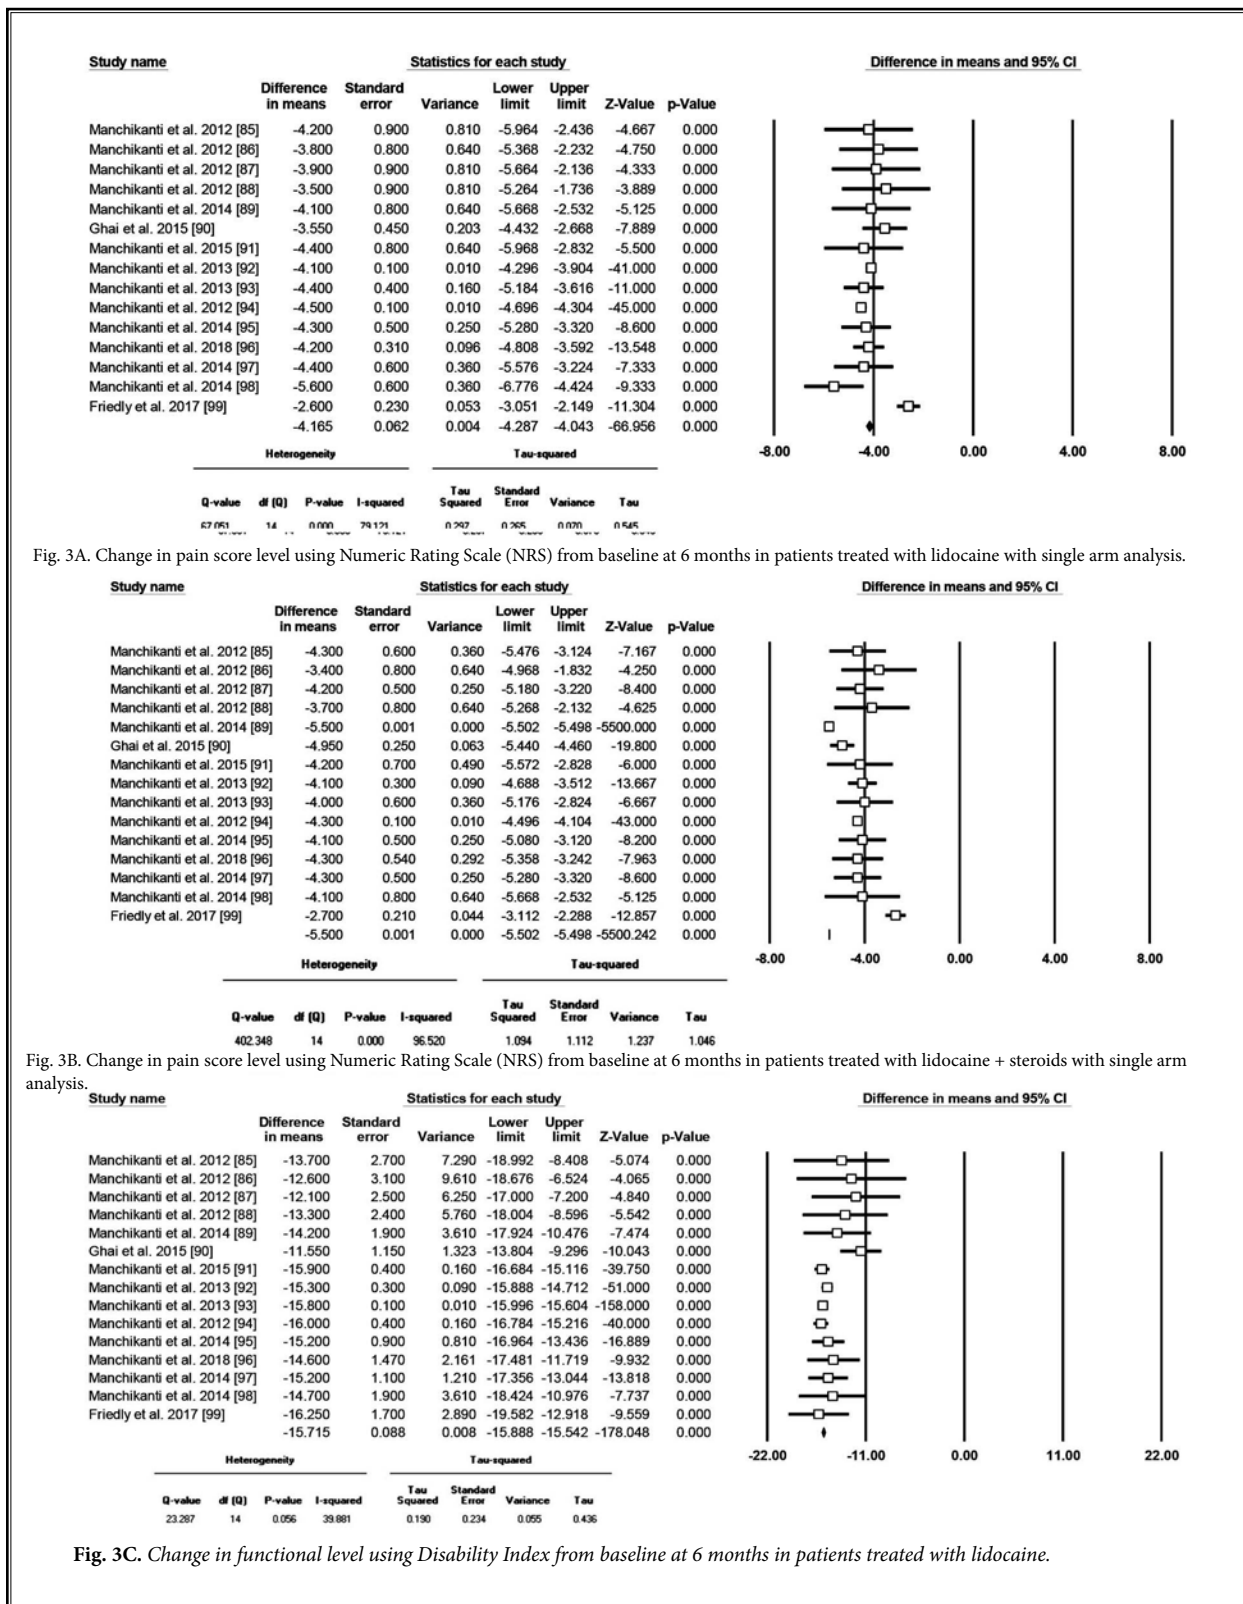 Study name Statistics for each study Difference in means and 95% CI
Difference in means Standard error Variance Lower limit Upper limit Z-Value p-Value
Manchikanti et al. 2012 [85] -4.200 0.900 0.810 -5.964 -2.436 -4.667 0.000
Manchikanti et al. 2012 [86] -3.800 0.800 0.640 -5.368 -2.232 -4.750 0.000
Manchikanti et al. 2012 [87] -3.900 0.900 0.810 -5.664 -2.136 -4.333 0.000
Manchikanti et al. 2012 [88] -3.500 0.900 0.810 -5.264 -1.736 -3.889 0.000
Manchikanti et al. 2014 [89] -4.100 0.800 0.640 -5.668 -2.532 -5.125 0.000
Ghai et al. 2015 [90] -3.550 0.450 0.203 -4.432 -2.668 -7.889 0.000
Manchikanti et al. 2015 [91] -4.400 0.800 0.640 -5.968 -2.832 -5.500 0.000
Manchikanti et al. 2013 [92] -4.100 0.100 0.010 -4.296 -3.904 -41.000 0.000
Manchikanti et al. 2013 [93] -4.400 0.400 0.160 -5.184 -3.616 -11.000 0.000
Manchikanti et al. 2012 [94] -4.500 0.100 0.010 -4.696 -4.304 -45.000 0.000
Manchikanti et al. 2014 [95] -4.300 0.500 0.250 -5.280 -3.320 -8.600 0.000
Manchikanti et al. 2018 [96] -4.200 0.310 0.096 -4.808 -3.592 -13.548 0.000
Manchikanti et al. 2014 [97] -4.400 0.600 0.360 -5.576 -3.224 -7.333 0.000
Manchikanti et al. 2014 [98] -5.600 0.600 0.360 -6.776 -4.424 -9.333 0.000
Friedly et al. 2017 [99] -2.600 0.230 0.053 -3.051 -2.149 -11.304 0.000
-4.165 0.062 0.004 -4.287 -4.043 -66.956 0.000
-8.00 -4.00 0.00 4.00 8.00
Heterogeneity Tau-squared
Q-value df (Q) P-value I-squared Tau Squared Standard Error Variance Tau
67.051 14 0.000 79.121 0.297 0.265 0.070 0.545
Fig. 3A. Change in pain score level using Numeric Rating Scale (NRS) from baseline at 6 months in patients treated with lidocaine with single arm analysis.
Study name Statistics for each study Difference in means and 95% CI
Difference in means Standard error Variance Lower limit Upper limit Z-Value p-Value
Manchikanti et al. 2012 [85] -4.300 0.600 0.360 -5.476 -3.124 -7.167 0.000
Manchikanti et al. 2012 [86] -3.400 0.800 0.640 -4.968 -1.832 -4.250 0.000
Manchikanti et al. 2012 [87] -4.200 0.500 0.250 -5.180 -3.220 -8.400 0.000
Manchikanti et al. 2012 [88] -3.700 0.800 0.640 -5.268 -2.132 -4.625 0.000
Manchikanti et al. 2014 [89] -5.500 0.001 0.000 -5.502 -5.498 -5500.000 0.000
Ghai et al. 2015 [90] -4.950 0.250 0.063 -5.440 -4.460 -19.800 0.000
Manchikanti et al. 2015 [91] -4.200 0.700 0.490 -5.572 -2.828 -6.000 0.000
Manchikanti et al. 2013 [92] -4.100 0.300 0.090 -4.688 -3.512 -13.667 0.000
Manchikanti et al. 2013 [93] -4.000 0.600 0.360 -5.176 -2.824 -6.667 0.000
Manchikanti et al. 2012 [94] -4.300 0.100 0.010 -4.496 -4.104 -43.000 0.000
Manchikanti et al. 2014 [95] -4.100 0.500 0.250 -5.080 -3.120 -8.200 0.000
Manchikanti et al. 2018 [96] -4.300 0.540 0.292 -5.358 -3.242 -7.963 0.000
Manchikanti et al. 2014 [97] -4.300 0.500 0.250 -5.280 -3.320 -8.600 0.000
Manchikanti et al. 2014 [98] -4.100 0.800 0.640 -5.668 -2.532 -5.125 0.000
Friedly et al. 2017 [99] -2.700 0.210 0.044 -3.112 -2.288 -12.857 0.000
-5.500 0.001 0.000 -5.502 -5.498 -5500.242 0.000
-8.00 -4.00 0.00 4.00 8.00
Heterogeneity Tau-squared
Q-value df (Q) P-value I-squared Tau Squared Standard Error Variance Tau
402.348 14 0.000 96.520 1.094 1.112 1.237 1.046
Fig. 3B. Change in pain score level using Numeric Rating Scale (NRS) from baseline at 6 months in patients treated with lidocaine + steroids with single arm
analysis.
Study name Statistics for each study Difference in means and 95% CI
Difference in means Standard error Variance Lower limit Upper limit Z-Value p-Value
Manchikanti et al. 2012 [85] -13.700 2.700 7.290 -18.992 -8.408 -5.074 0.000
Manchikanti et al. 2012 [86] -12.600 3.100 9.610 -18.676 -6.524 -4.065 0.000
Manchikanti et al. 2012 [87] -12.100 2.500 6.250 -17.000 -7.200 -4.840 0.000
Manchikanti et al. 2012 [88] -13.300 2.400 5.760 -18.004 -8.596 -5.542 0.000
Manchikanti et al. 2014 [89] -14.200 1.900 3.610 -17.924 -10.476 -7.474 0.000
Ghai et al. 2015 [90] -11.550 1.150 1.323 -13.804 -9.296 -10.043 0.000
Manchikanti et al. 2015 [91] -15.900 0.400 0.160 -16.684 -15.116 -39.750 0.000
Manchikanti et al. 2013 [92] -15.300 0.300 0.090 -15.888 -14.712 -51.000 0.000
Manchikanti et al. 2013 [93] -15.800 0.100 0.010 -15.996 -15.604 -158.000 0.000
Manchikanti et al. 2012 [94] -16.000 0.400 0.160 -16.784 -15.216 -40.000 0.000
Manchikanti et al. 2014 [95] -15.200 0.900 0.810 -16.964 -13.436 -16.889 0.000
Manchikanti et al. 2018 [96] -14.600 1.470 2.161 -17.481 -11.719 -9.932 0.000
Manchikanti et al. 2014 [97] -15.200 1.100 1.210 -17.356 -13.044 -13.818 0.000
Manchikanti et al. 2014 [98] -14.700 1.900 3.610 -18.424 -10.976 -7.737 0.000
Friedly et al. 2017 [99] -16.250 1.700 2.890 -19.582 -12.918 -9.559 0.000
-15.715 0.088 0.008 -15.888 -15.542 -178.048 0.000
-22.00 -11.00 0.00 11.00 22.00
Heterogeneity Tau-squared
Q-value df (Q) P-value I-squared Tau Squared Standard Error Variance Tau
23.287 14 0.056 39.881 0.190 0.234 0.055 0.436
Fig. 3C. Change in functional level using Disability Index from baseline at 6 months in patients treated with lidocaine.